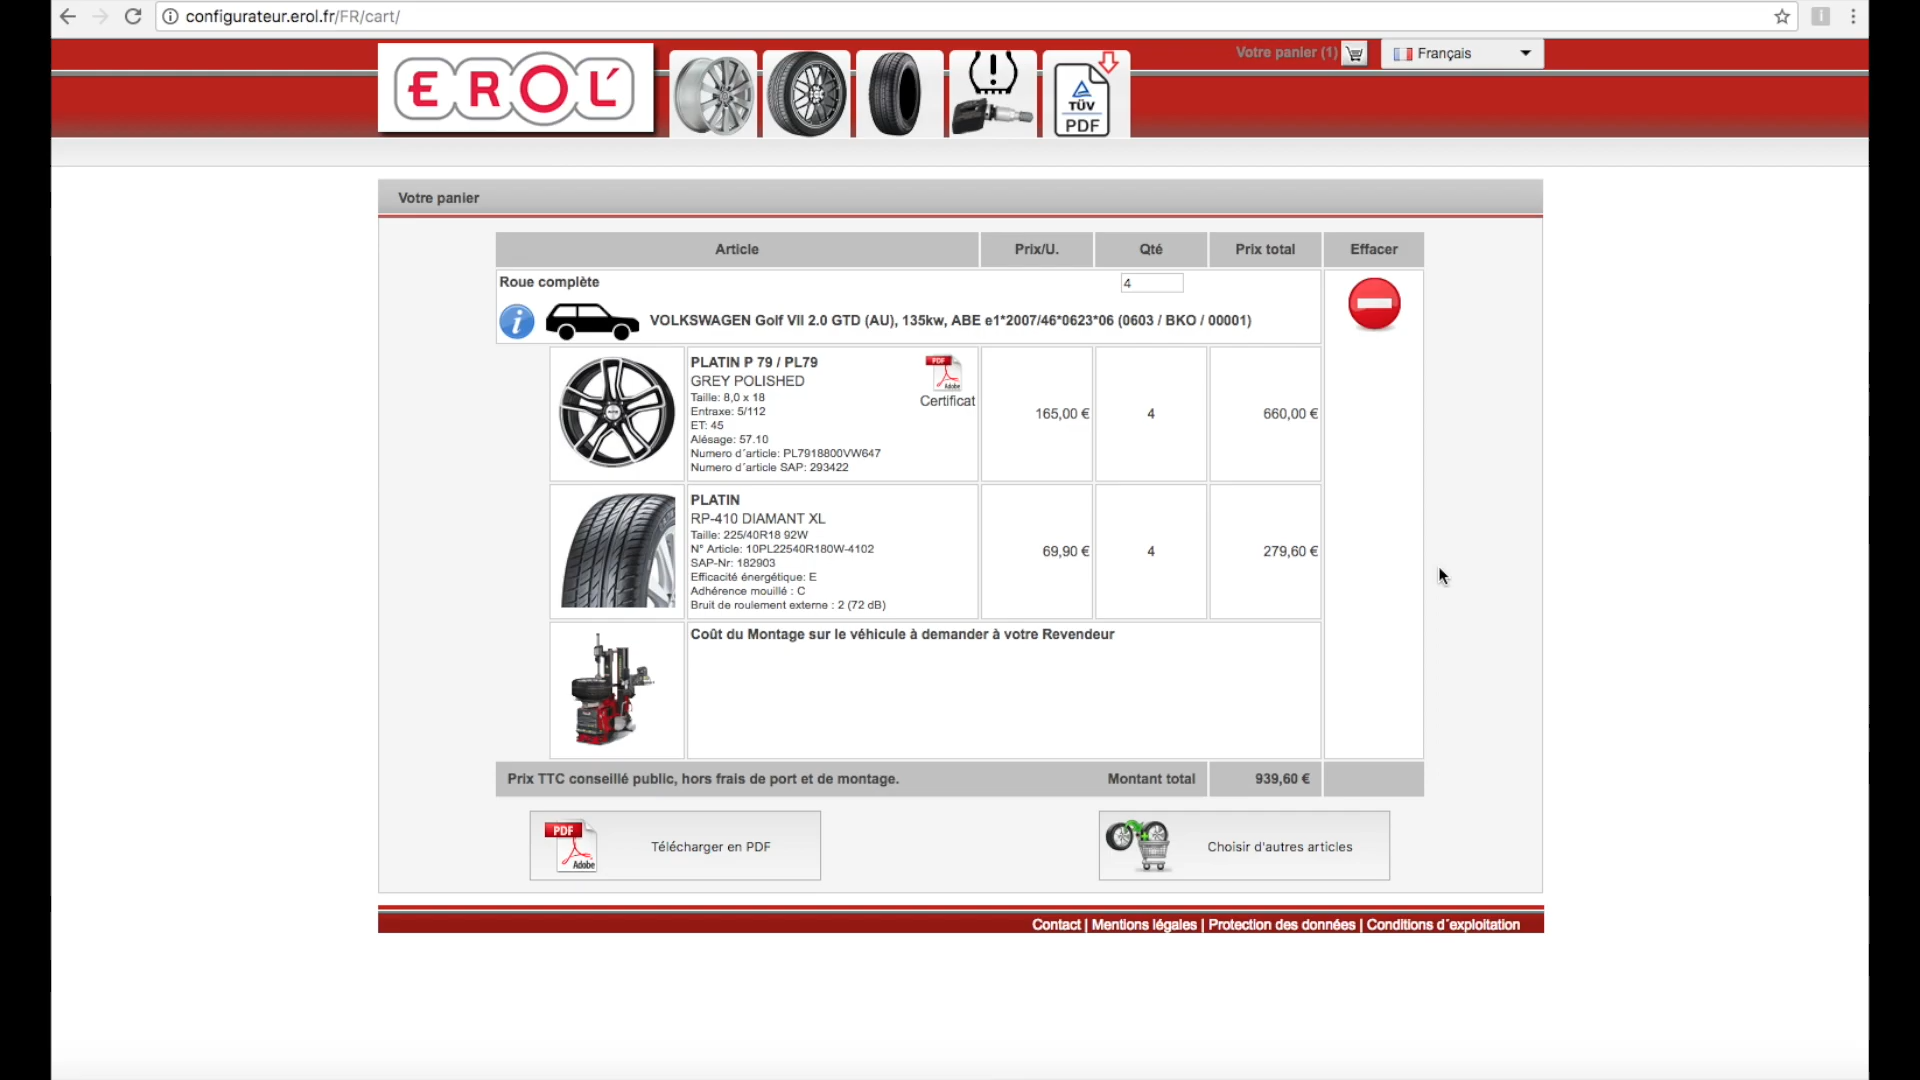 configurateur.erol.fr/FR/cart/
EROL
TÜV
PDF
Votre panier (1)
Français
Votre panier
Article
Prix/U.
Qté
Prix total
Effacer
Roue complète
4
VOLKSWAGEN Golf VII 2.0 GTD (AU), 135kw, ABE e1*2007/46*0623*06 (0603 / BKO / 00001)
PLATIN P 79 / PL79
GREY POLISHED
Taille: 8,0 x 18
Entraxe: 5/112
ET: 45
Alésage: 57.10
Numero d´article: PL7918800VW647
Numero d´article SAP: 293422
PDF
Adobe
Certificat
165,00 €
4
660,00 €
PLATIN
RP-410 DIAMANT XL
Taille: 225/40R18 92W
N° Article: 10PL22540R180W-4102
SAP-Nr: 182903
Efficacité énergétique: E
Adhérence mouillé : C
Bruit de roulement externe : 2 (72 dB)
69,90 €
4
279,60 €
Coût du Montage sur le véhicule à demander à votre Revendeur
Prix TTC conseillé public, hors frais de port et de montage.
Montant total
939,60 €
PDF
Adobe
Télécharger en PDF
Choisir d'autres articles
Contact | Mentions légales | Protection des données | Conditions d´exploitation